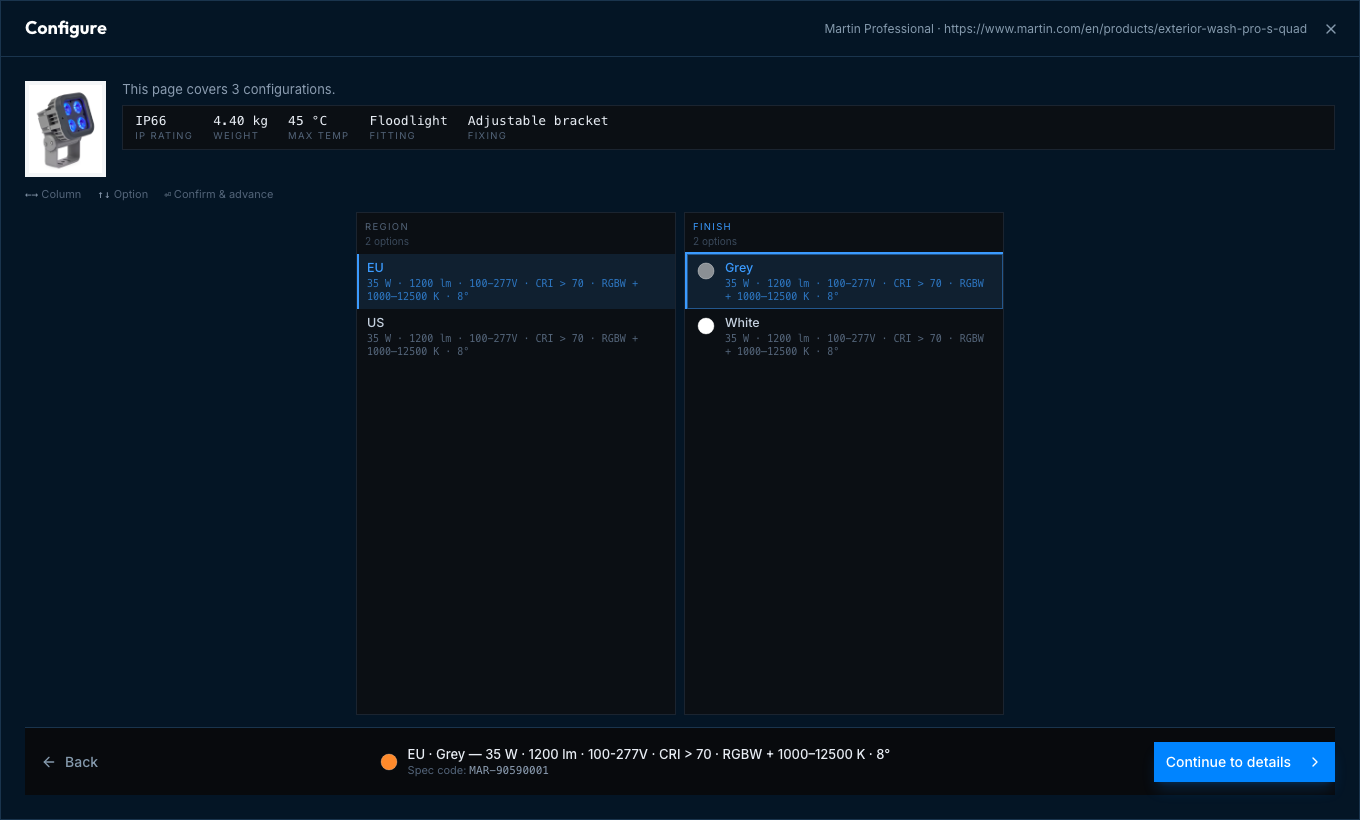 Configure
Martin Professional · https://www.martin.com/en/products/exterior-wash-pro-s-quad
This page covers 3 configurations.
IP66 4.40 kg 45 °C Floodlight Adjustable bracket
IP RATING WEIGHT MAX TEMP FITTING FIXING
←→ Column ↑↓ Option ⏎ Confirm & advance
REGION
2 options
EU
35 W · 1200 lm · 100-277V · CRI > 70 · RGBW +
1000–12500 K · 8°
US
35 W · 1200 lm · 100-277V · CRI > 70 · RGBW +
1000–12500 K · 8°
FINISH
2 options
Grey
35 W · 1200 lm · 100-277V · CRI > 70 · RGBW
+ 1000–12500 K · 8°
White
35 W · 1200 lm · 100-277V · CRI > 70 · RGBW
+ 1000–12500 K · 8°
← Back
EU · Grey — 35 W · 1200 lm · 100-277V · CRI > 70 · RGBW + 1000–12500 K · 8°
Spec code: MAR-90590001
Continue to details